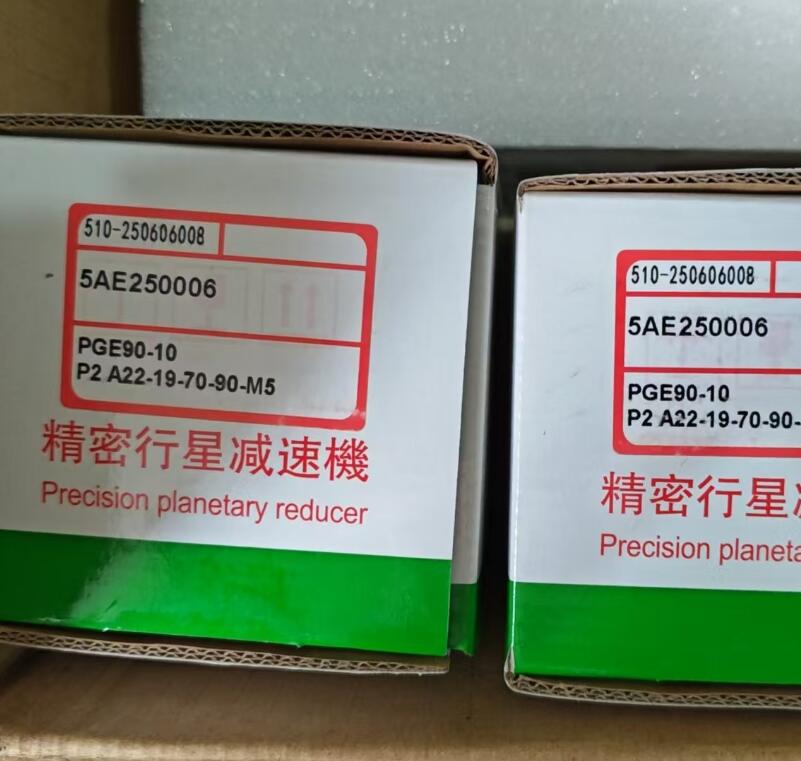 510-250606008
5AE250006
PGE90-10
P2 A22-19-70-90-M5
精密行星减速機
Precision planetary reducer
510-250606008
5AE250006
PGE90-10
P2 A22-19-70-90-
精密行星
Precision